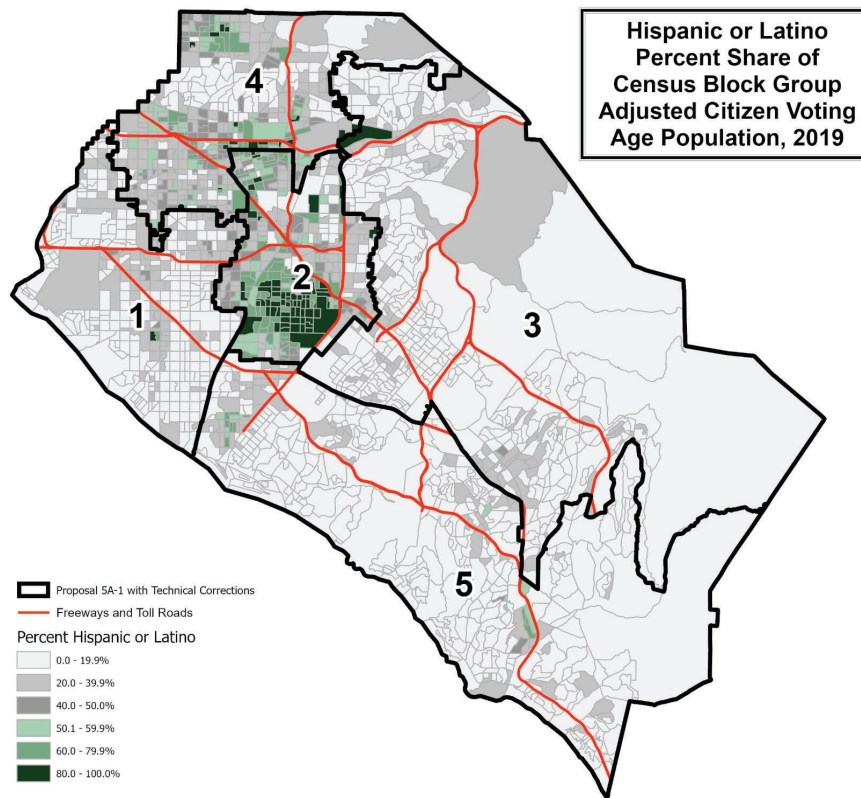 Hispanic or Latino
Percent Share of
Census Block Group
Adjusted Citizen Voting
Age Population, 2019
4
2
1
3
5
Proposal 5A-1 with Technical Corrections
Freeways and Toll Roads
Percent Hispanic or Latino
0.0 - 19.9%
20.0 - 39.9%
40.0 - 50.0%
50.1 - 59.9%
60.0 - 79.9%
80.0 - 100.0%